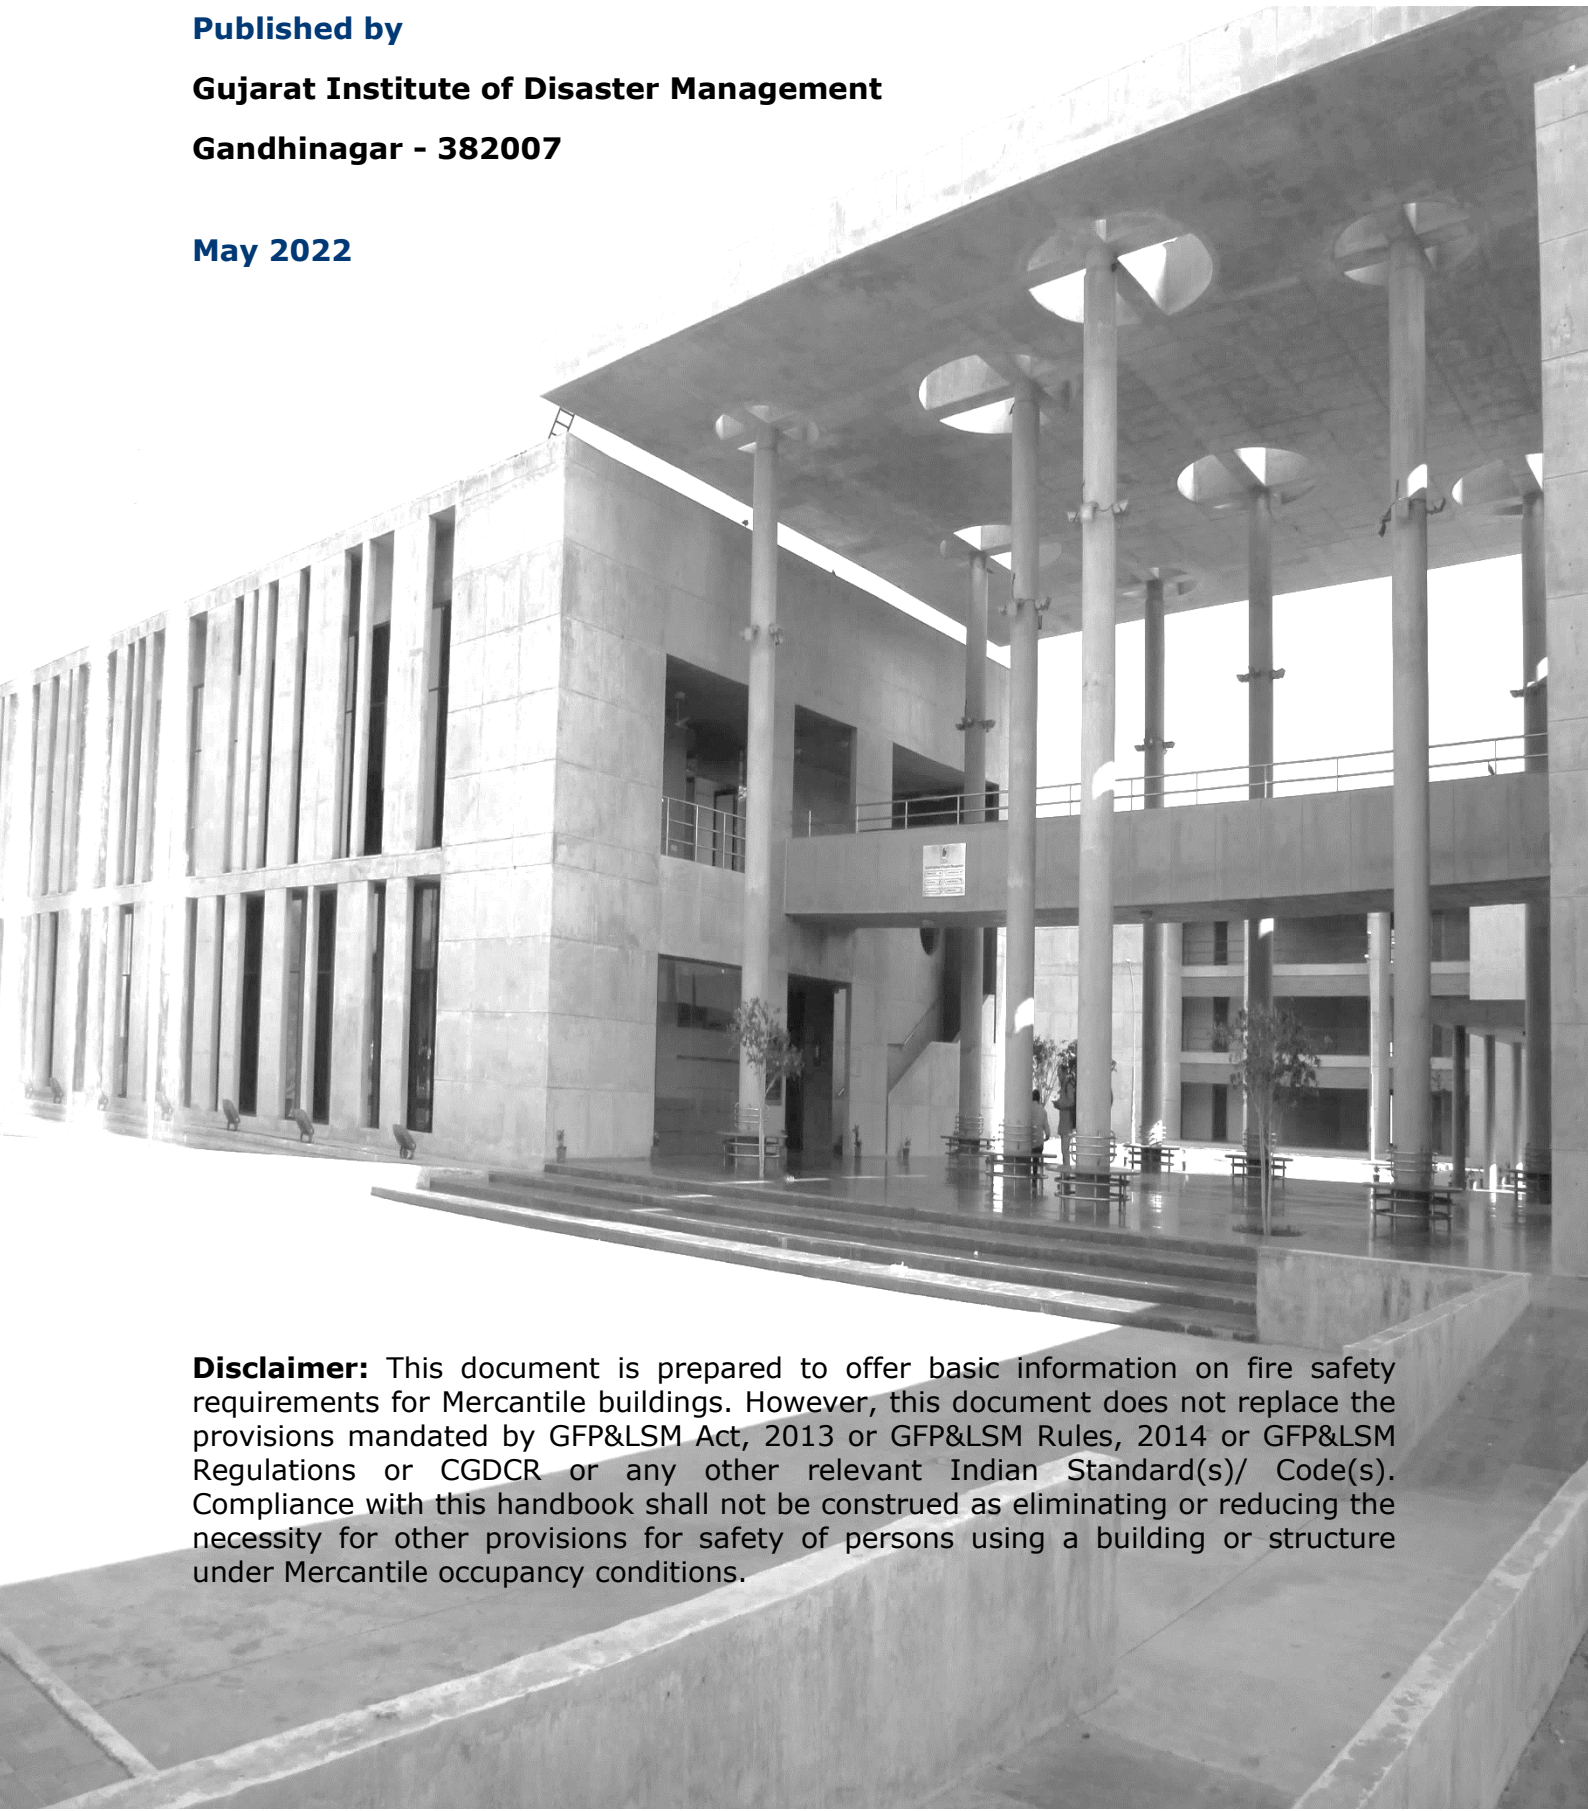 Published by
Gujarat Institute of Disaster Management
Gandhinagar - 382007
May 2022
Disclaimer: This document is prepared to offer basic information on fire safety
requirements for Mercantile buildings. However, this document does not replace the
provisions mandated by GFP&LSM Act, 2013 or GFP&LSM Rules, 2014 or GFP&LSM
Regulations or CGDCR or any other relevant Indian Standard(s)/ Code(s).
Compliance with this handbook shall not be construed as eliminating or reducing the
necessity for other provisions for safety of persons using a building or structure
under Mercantile occupancy conditions.